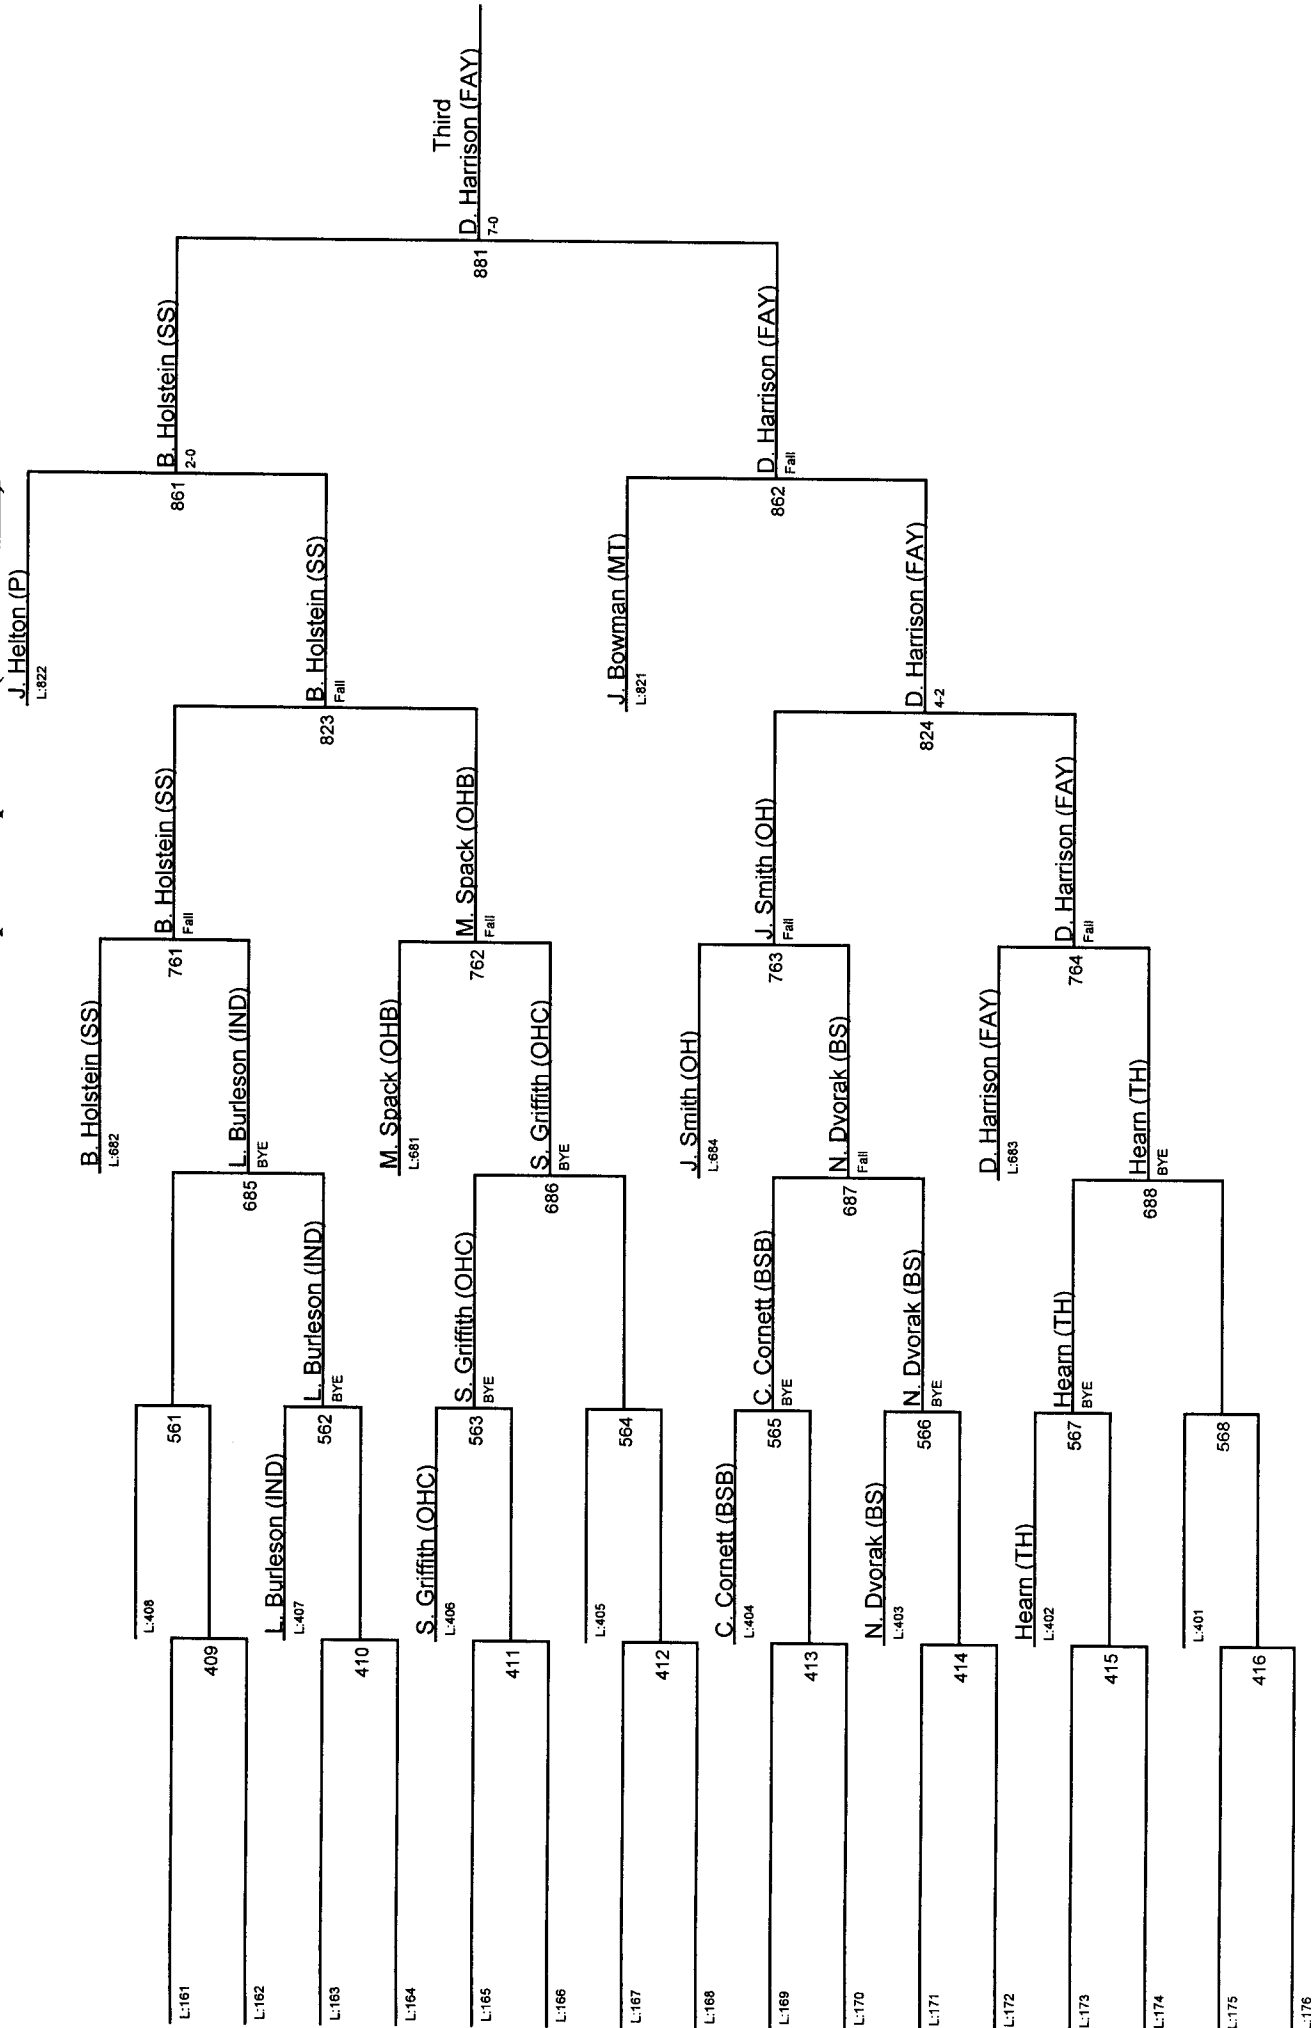 L:161
L:162
L:163
L:164
L:165
L:166
L:167
L:168
L:169
L:170
L:171
L:172
L:173
L:174
L:175
L:176
409
410
411
412
413
414
415
416
L:408
L. Burleson (IND)
L:407
S. Griffith (OHC)
L:406
L:405
C. Cornett (BSB)
L:404
N. Dvorak (BS)
L:403
Hearn (TH)
L:402
L:401
561
562
563
564
565
566
567
568
L. Burleson (IND)
BYE
S. Griffith (OHC)
BYE
C. Cornett (BSB)
BYE
N. Dvorak (BS)
BYE
Hearn (TH)
BYE
685
686
687
688
B. Holstein (SS)
L:682
L. Burleson (IND)
BYE
M. Spack (OHB)
L:681
S. Griffith (OHC)
BYE
J. Smith (OH)
L:684
N. Dvorak (BS)
Fall
D. Harrison (FAY)
L:683
Hearn (TH)
BYE
761
762
763
764
B. Holstein (SS)
Fall
M. Spack (OHB)
Fall
J. Smith (OH)
Fall
D. Harrison (FAY)
Fall
823
824
J. Helton (P)
L:822
B. Holstein (SS)
Fall
J. Bowman (MT)
L:821
D. Harrison (FAY)
4-2
861
862
B. Holstein (SS)
2-0
D. Harrison (FAY)
Fall
881
Third
D. Harrison (FAY)
7-0